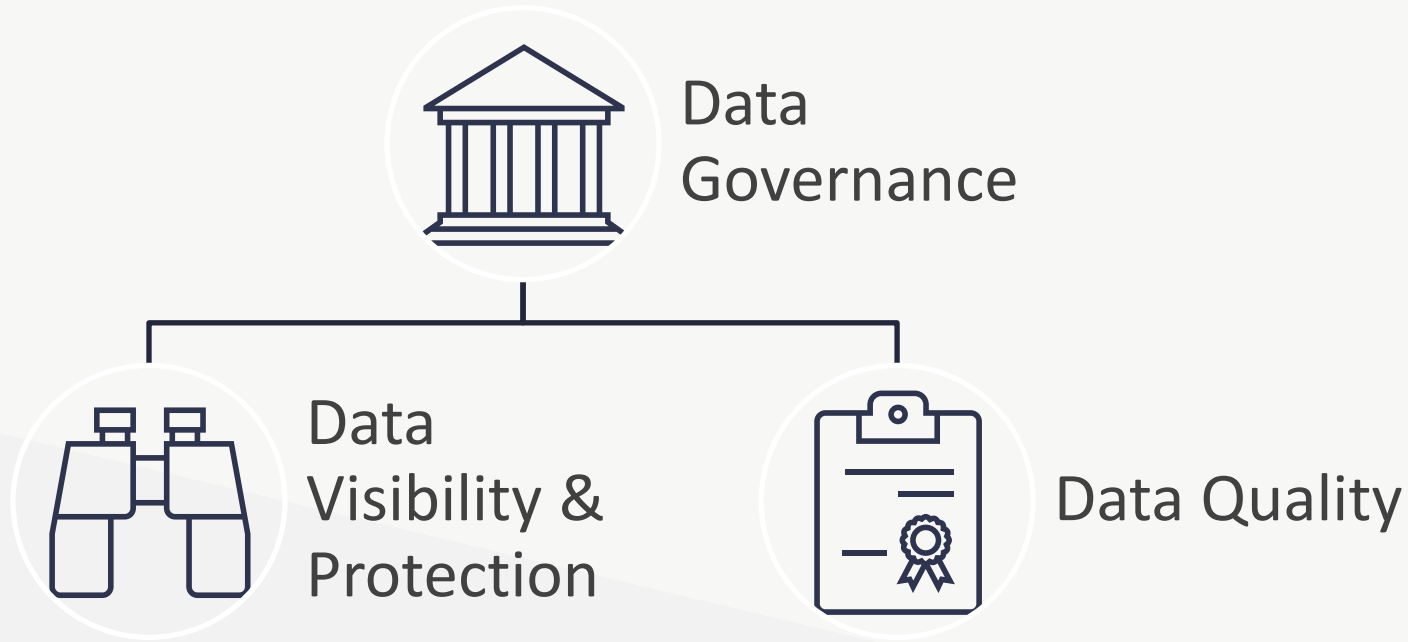 Data
Governance
Data
Visibility &
Protection
Data Quality